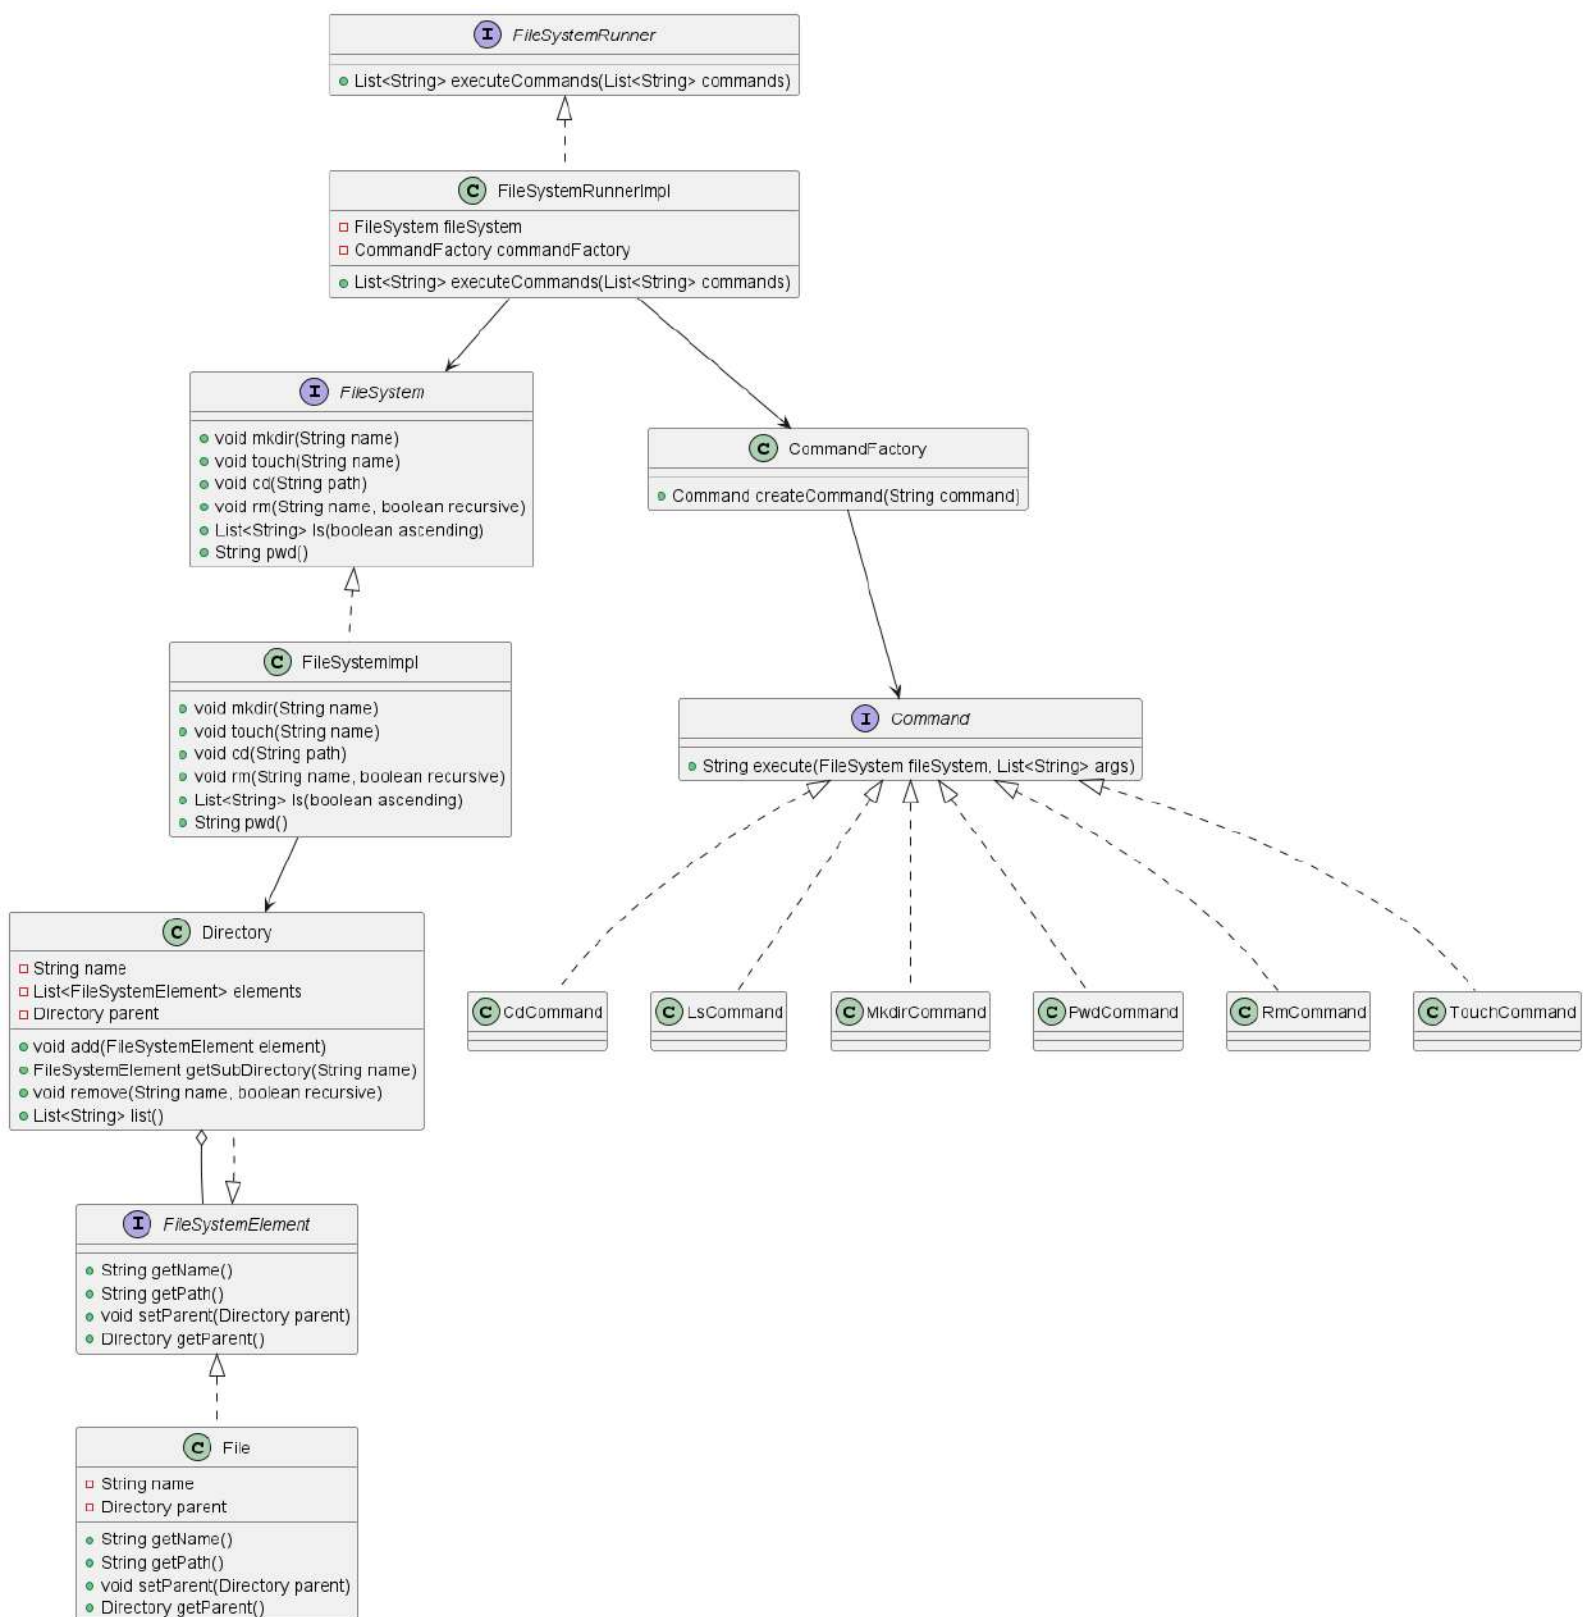 I FileSystemRunner
List<String> executeCommands(List<String> commands)
C FileSystemRunnerImpl
FileSystem fileSystem
CommandFactory commandFactory
List<String> executeCommands(List<String> commands)
I FileSystem
void mkdir(String name)
void touch(String name)
void cd(String path)
void rm(String name, boolean recursive)
List<String> ls(boolean ascending)
String pwd()
C CommandFactory
Command createCommand(String command)
C FileSystemImpl
void mkdir(String name)
void touch(String name)
void cd(String path)
void rm(String name, boolean recursive)
List<String> ls(boolean ascending)
String pwd()
I Command
String execute(FileSystem fileSystem, List<String> args)
C Directory
String name
List<FileSystemElement> elements
Directory parent
void add(FileSystemElement element)
FileSystemElement getSubDirectory(String name)
void remove(String name, boolean recursive)
List<String> list()
C CdCommand
C LsCommand
C MkdirCommand
C PwdCommand
C RmCommand
C TouchCommand
I FileSystemElement
String getName()
String getPath()
void setParent(Directory parent)
Directory getParent()
C File
String name
Directory parent
String getName()
String getPath()
void setParent(Directory parent)
Directory getParent()